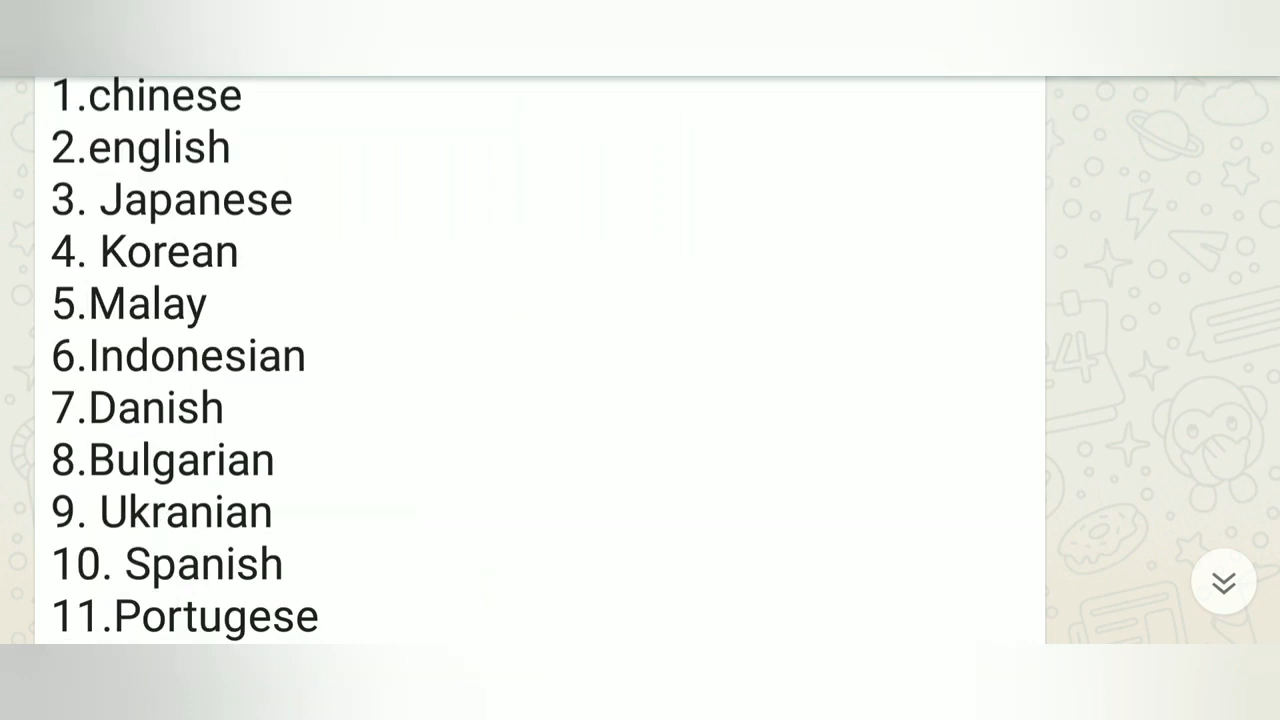 1.chinese
2.english
3. Japanese
4. Korean
5.Malay
6.Indonesian
7.Danish
8.Bulgarian
9. Ukranian
10. Spanish
11.Portugese